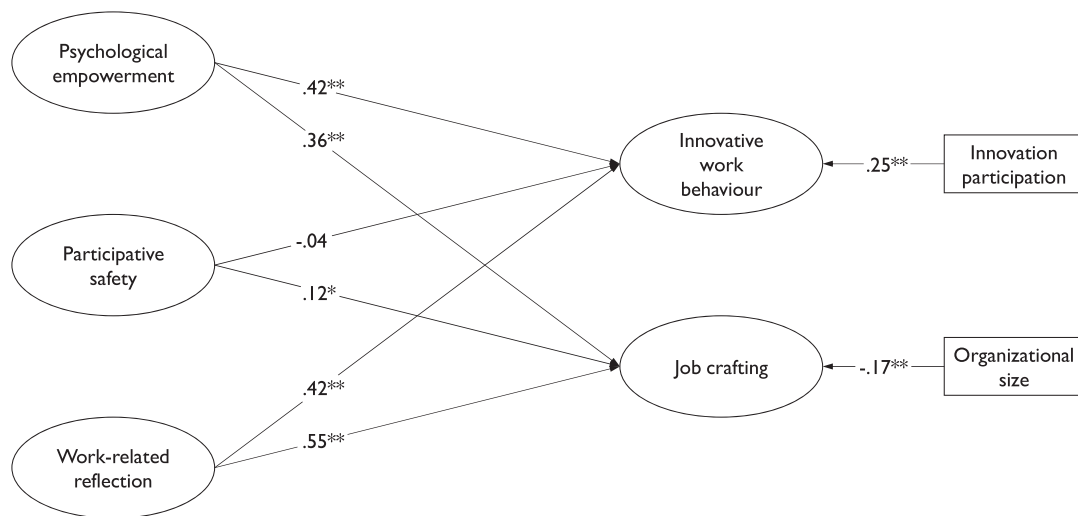 Psychological
empowerment
.42**
.36**
Innovative
work
behaviour
.25**
Innovation
participation
Participative
safety
-.04
.12*
Job crafting
-.17**
Organizational
size
.42**
.55**
Work-related
reflection